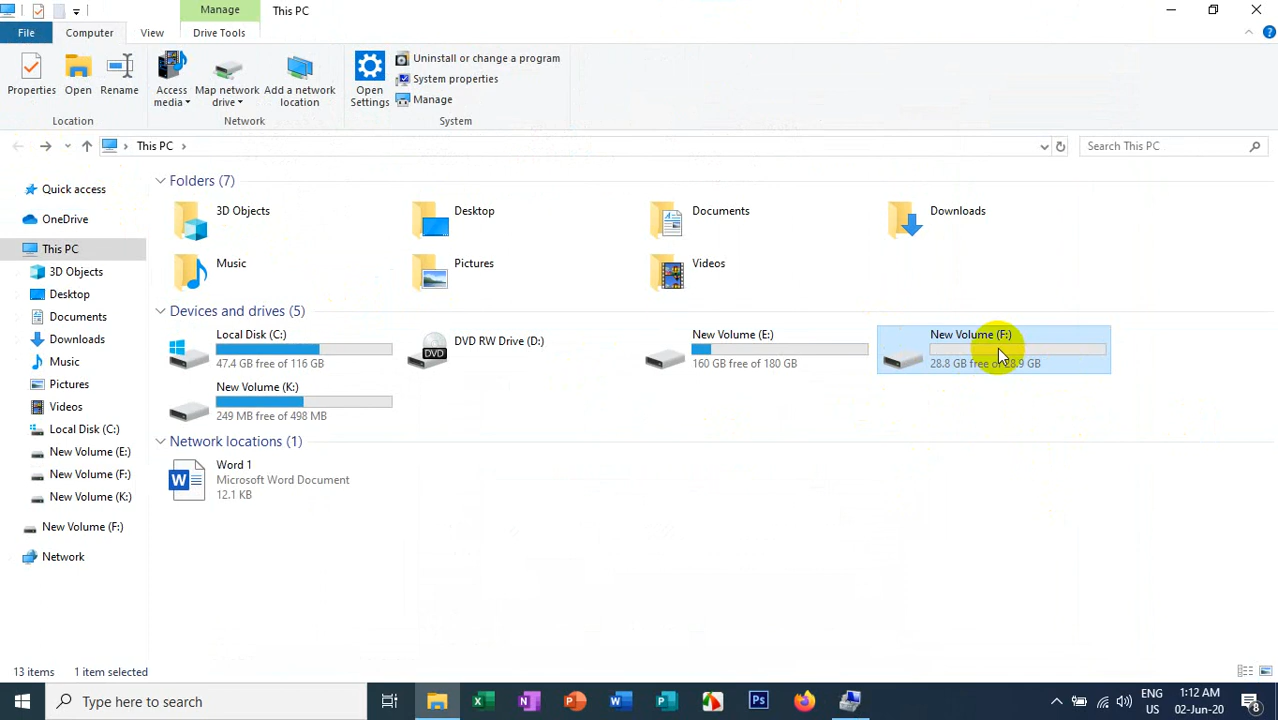 Manage
This PC
File
Computer
View
Drive Tools
Properties
Open
Rename
Access media
Map network drive
Add a network location
Open Settings
Uninstall or change a program
System properties
Manage
Location
Network
System
This PC
Search This PC
Quick access
OneDrive
This PC
3D Objects
Desktop
Documents
Downloads
Music
Pictures
Videos
Local Disk (C:)
New Volume (E:)
New Volume (F:)
New Volume (K:)
New Volume (F:)
Network
Folders (7)
3D Objects
Desktop
Documents
Downloads
Music
Pictures
Videos
Devices and drives (5)
Local Disk (C:)
47.4 GB free of 116 GB
DVD RW Drive (D:)
DVD
New Volume (E:)
160 GB free of 180 GB
New Volume (F:)
28.8 GB free of 28.9 GB
New Volume (K:)
249 MB free of 498 MB
Network locations (1)
Word 1
Microsoft Word Document
12.1 KB
13 items
1 item selected
Type here to search
ENG
US
1:12 AM
02-Jun-20
8